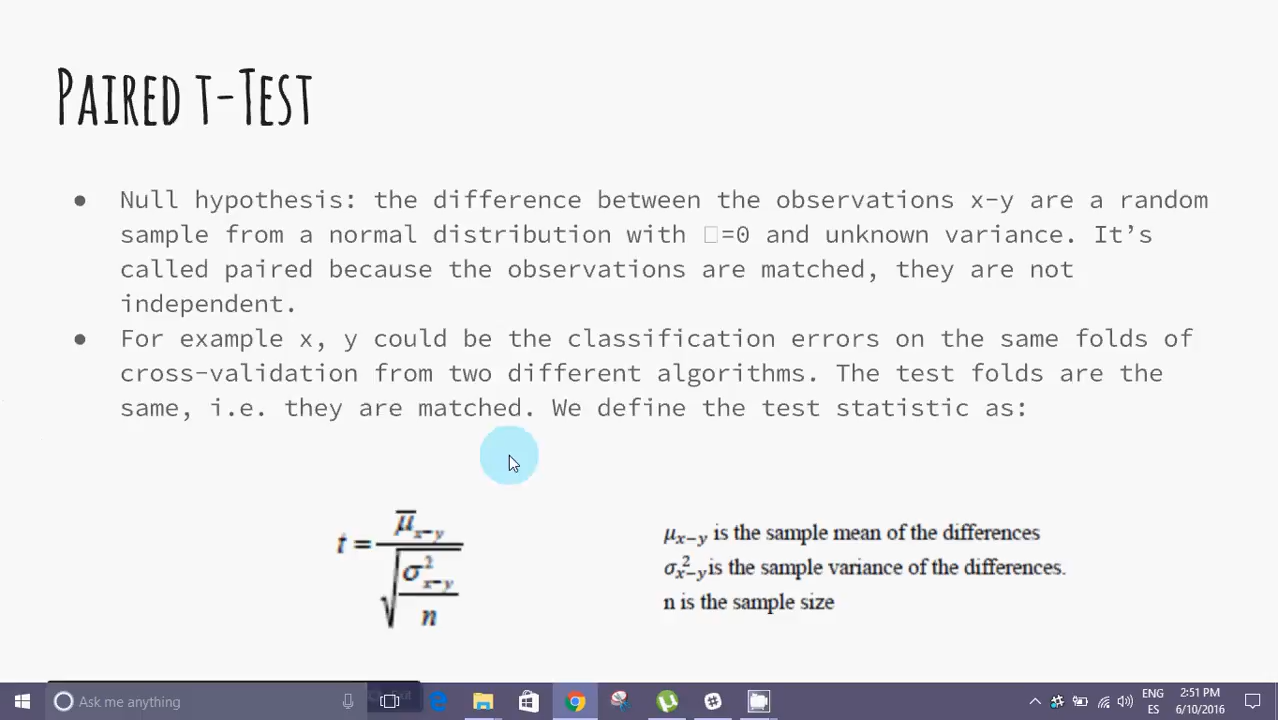 PAIRED T-TEST
● Null hypothesis: the difference between the observations x-y are a random
sample from a normal distribution with □=0 and unknown variance. It’s
called paired because the observations are matched, they are not
independent.
● For example x, y could be the classification errors on the same folds of
cross-validation from two different algorithms. The test folds are the
same, i.e. they are matched. We define the test statistic as:
t = μ̅x−y / √(σ²x−y / n)
μx−y is the sample mean of the differences
σ²x−y is the sample variance of the differences.
n is the sample size
Ask me anything
ENG
ES
2:51 PM
6/10/2016